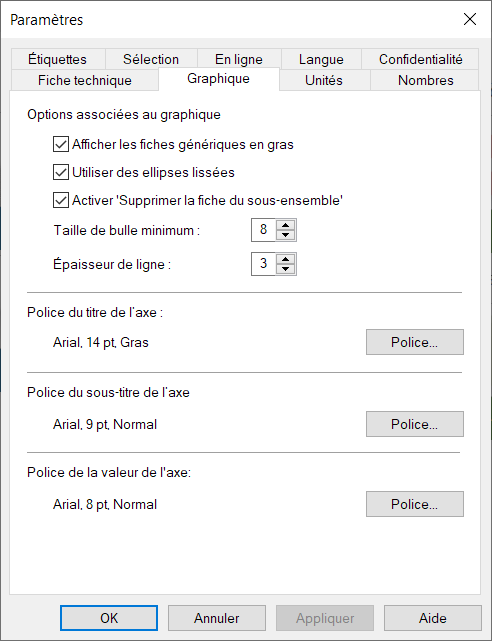 Paramètres
Étiquettes Sélection En ligne Langue Confidentialité
Fiche technique Graphique Unités Nombres
Options associées au graphique
Afficher les fiches génériques en gras
Utiliser des ellipses lissées
Activer 'Supprimer la fiche du sous-ensemble'
Taille de bulle minimum : 8
Épaisseur de ligne : 3
Police du titre de l'axe :
Arial, 14 pt, Gras Police...
Police du sous-titre de l'axe
Arial, 9 pt, Normal Police...
Police de la valeur de l'axe:
Arial, 8 pt, Normal Police...
OK Annuler Appliquer Aide